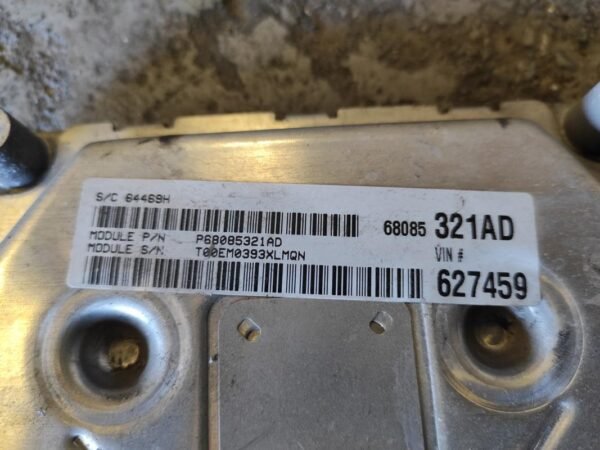 S/C 64469H
MODULE P/N P68085321AD
MODULE S/N T00EM0393XLMQN
68085 321AD
VIN #
627459